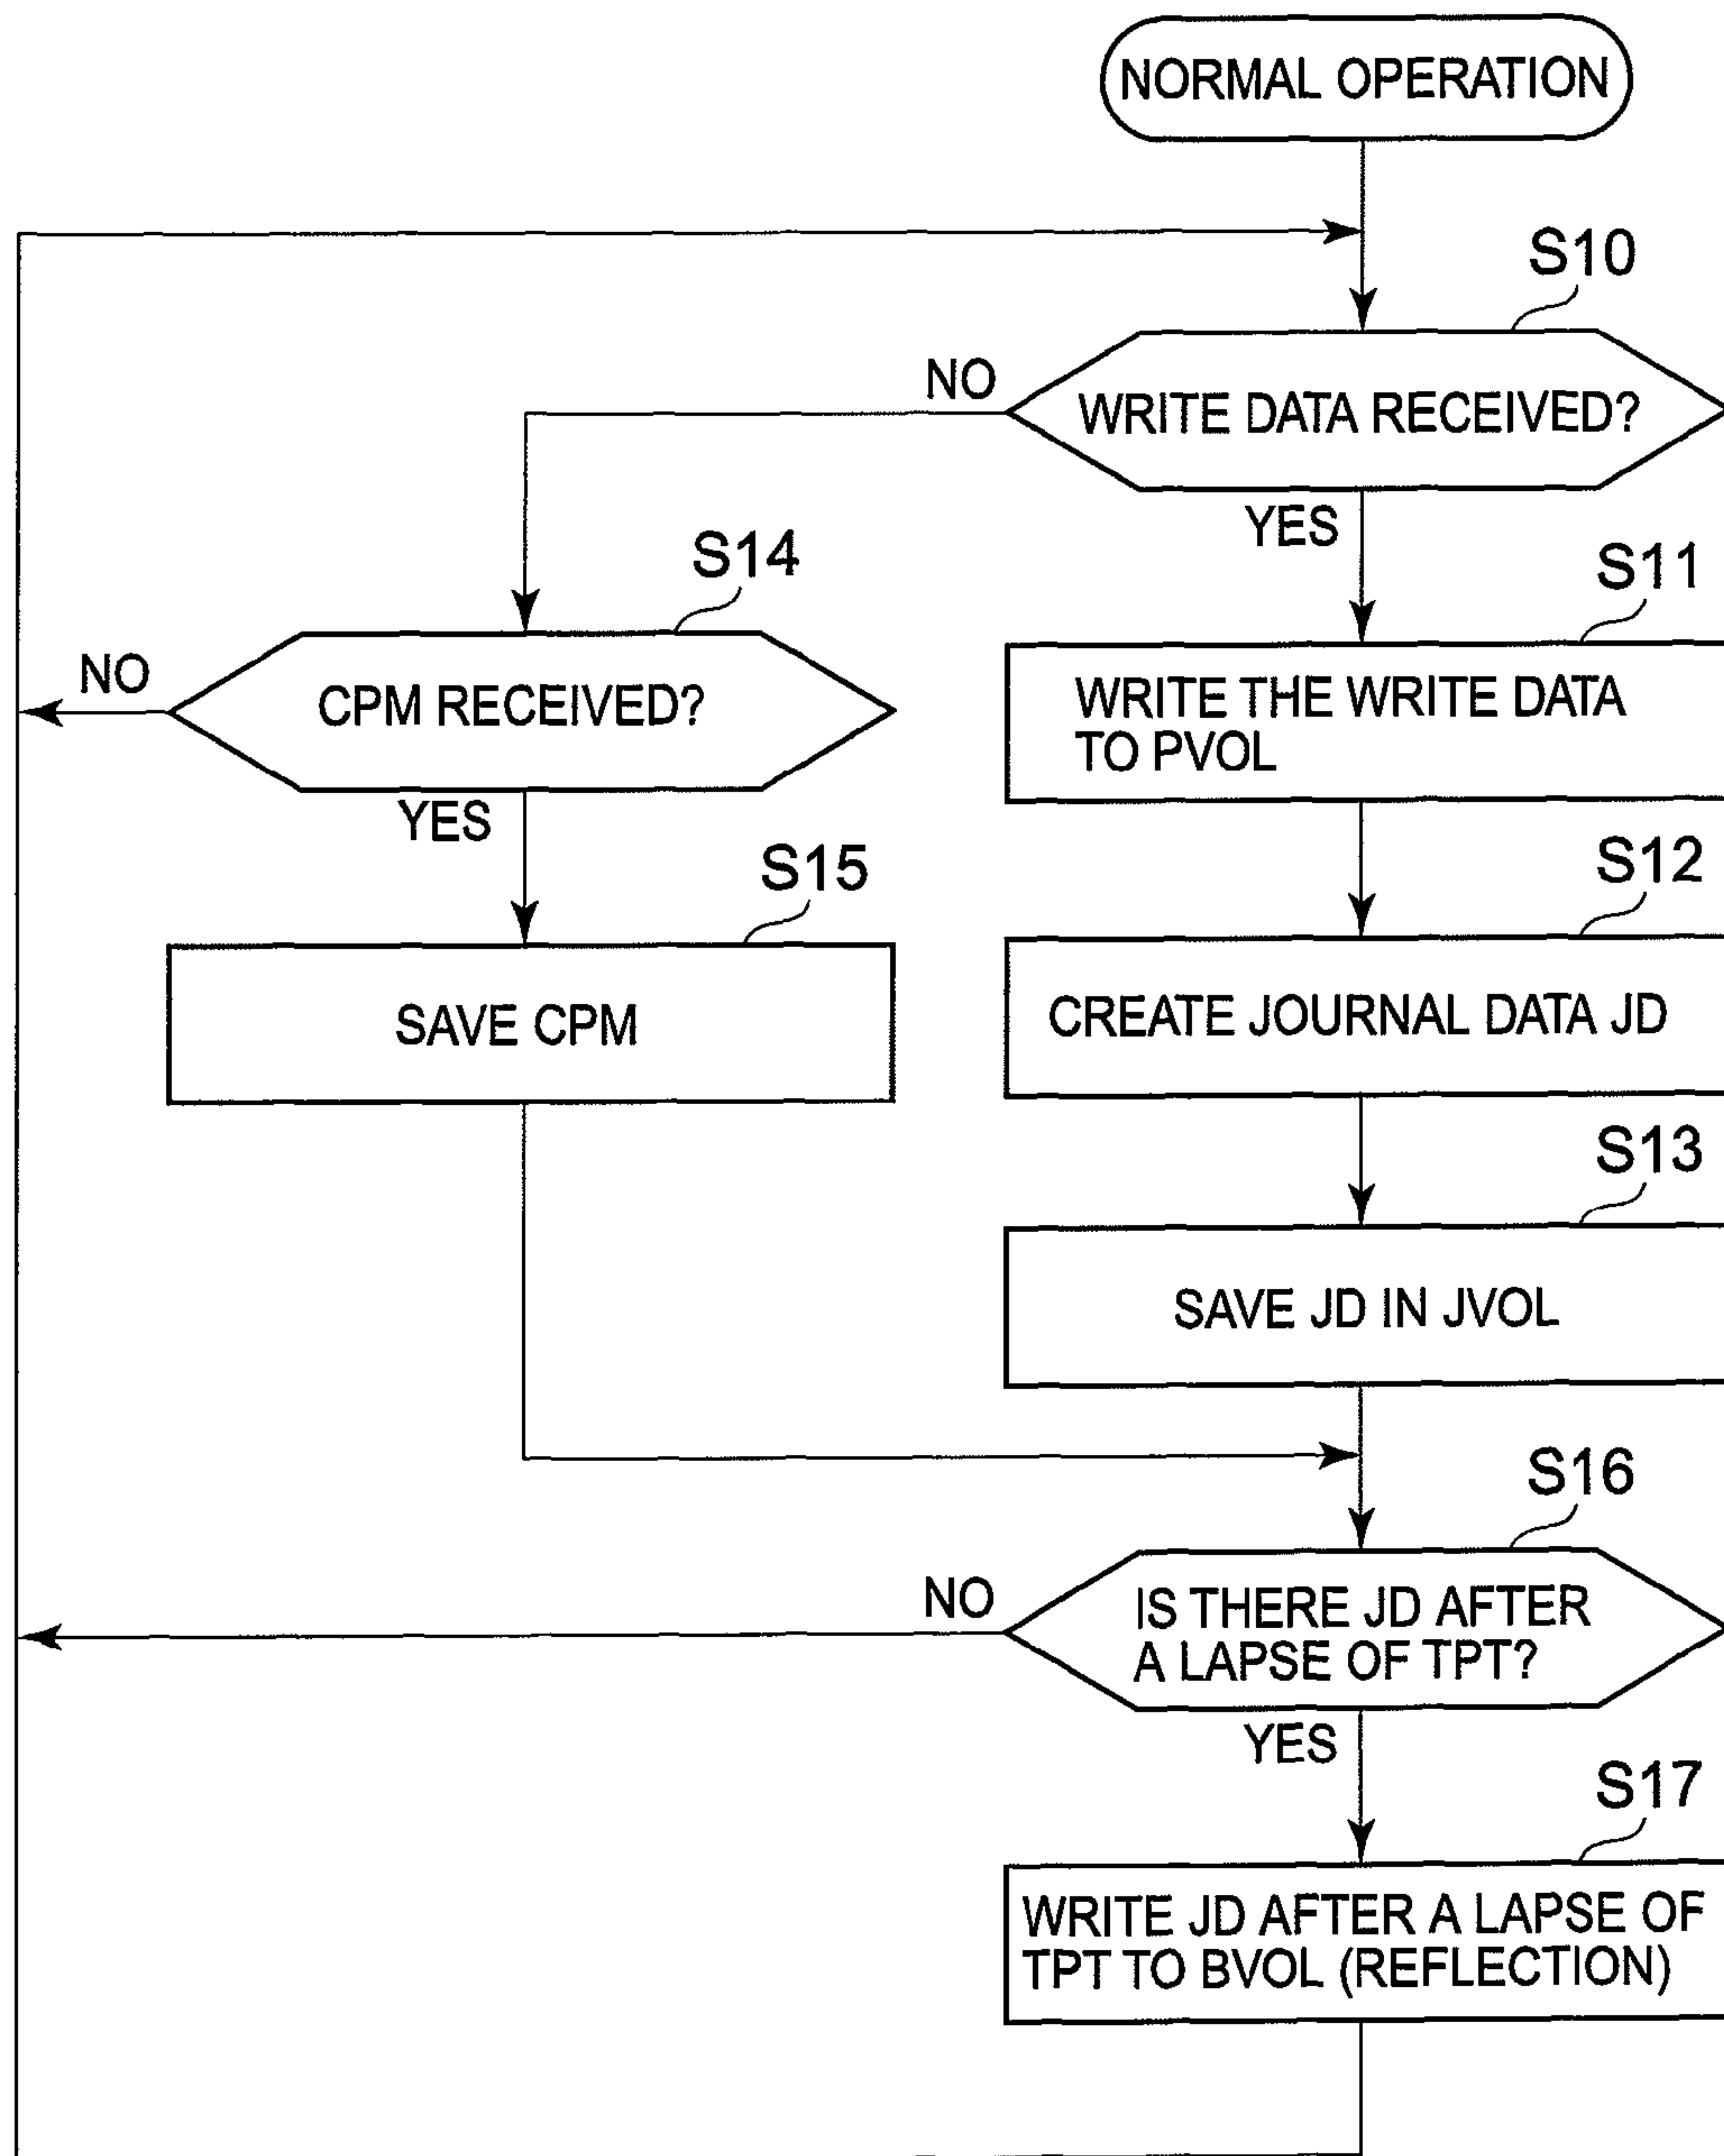 NORMAL OPERATION
S10
WRITE DATA RECEIVED?
NO
YES
S14
CPM RECEIVED?
NO
YES
S11
WRITE THE WRITE DATA
TO PVOL
S12
CREATE JOURNAL DATA JD
S15
SAVE CPM
S13
SAVE JD IN JVOL
S16
IS THERE JD AFTER
A LAPSE OF TPT?
NO
YES
S17
WRITE JD AFTER A LAPSE OF
TPT TO BVOL (REFLECTION)